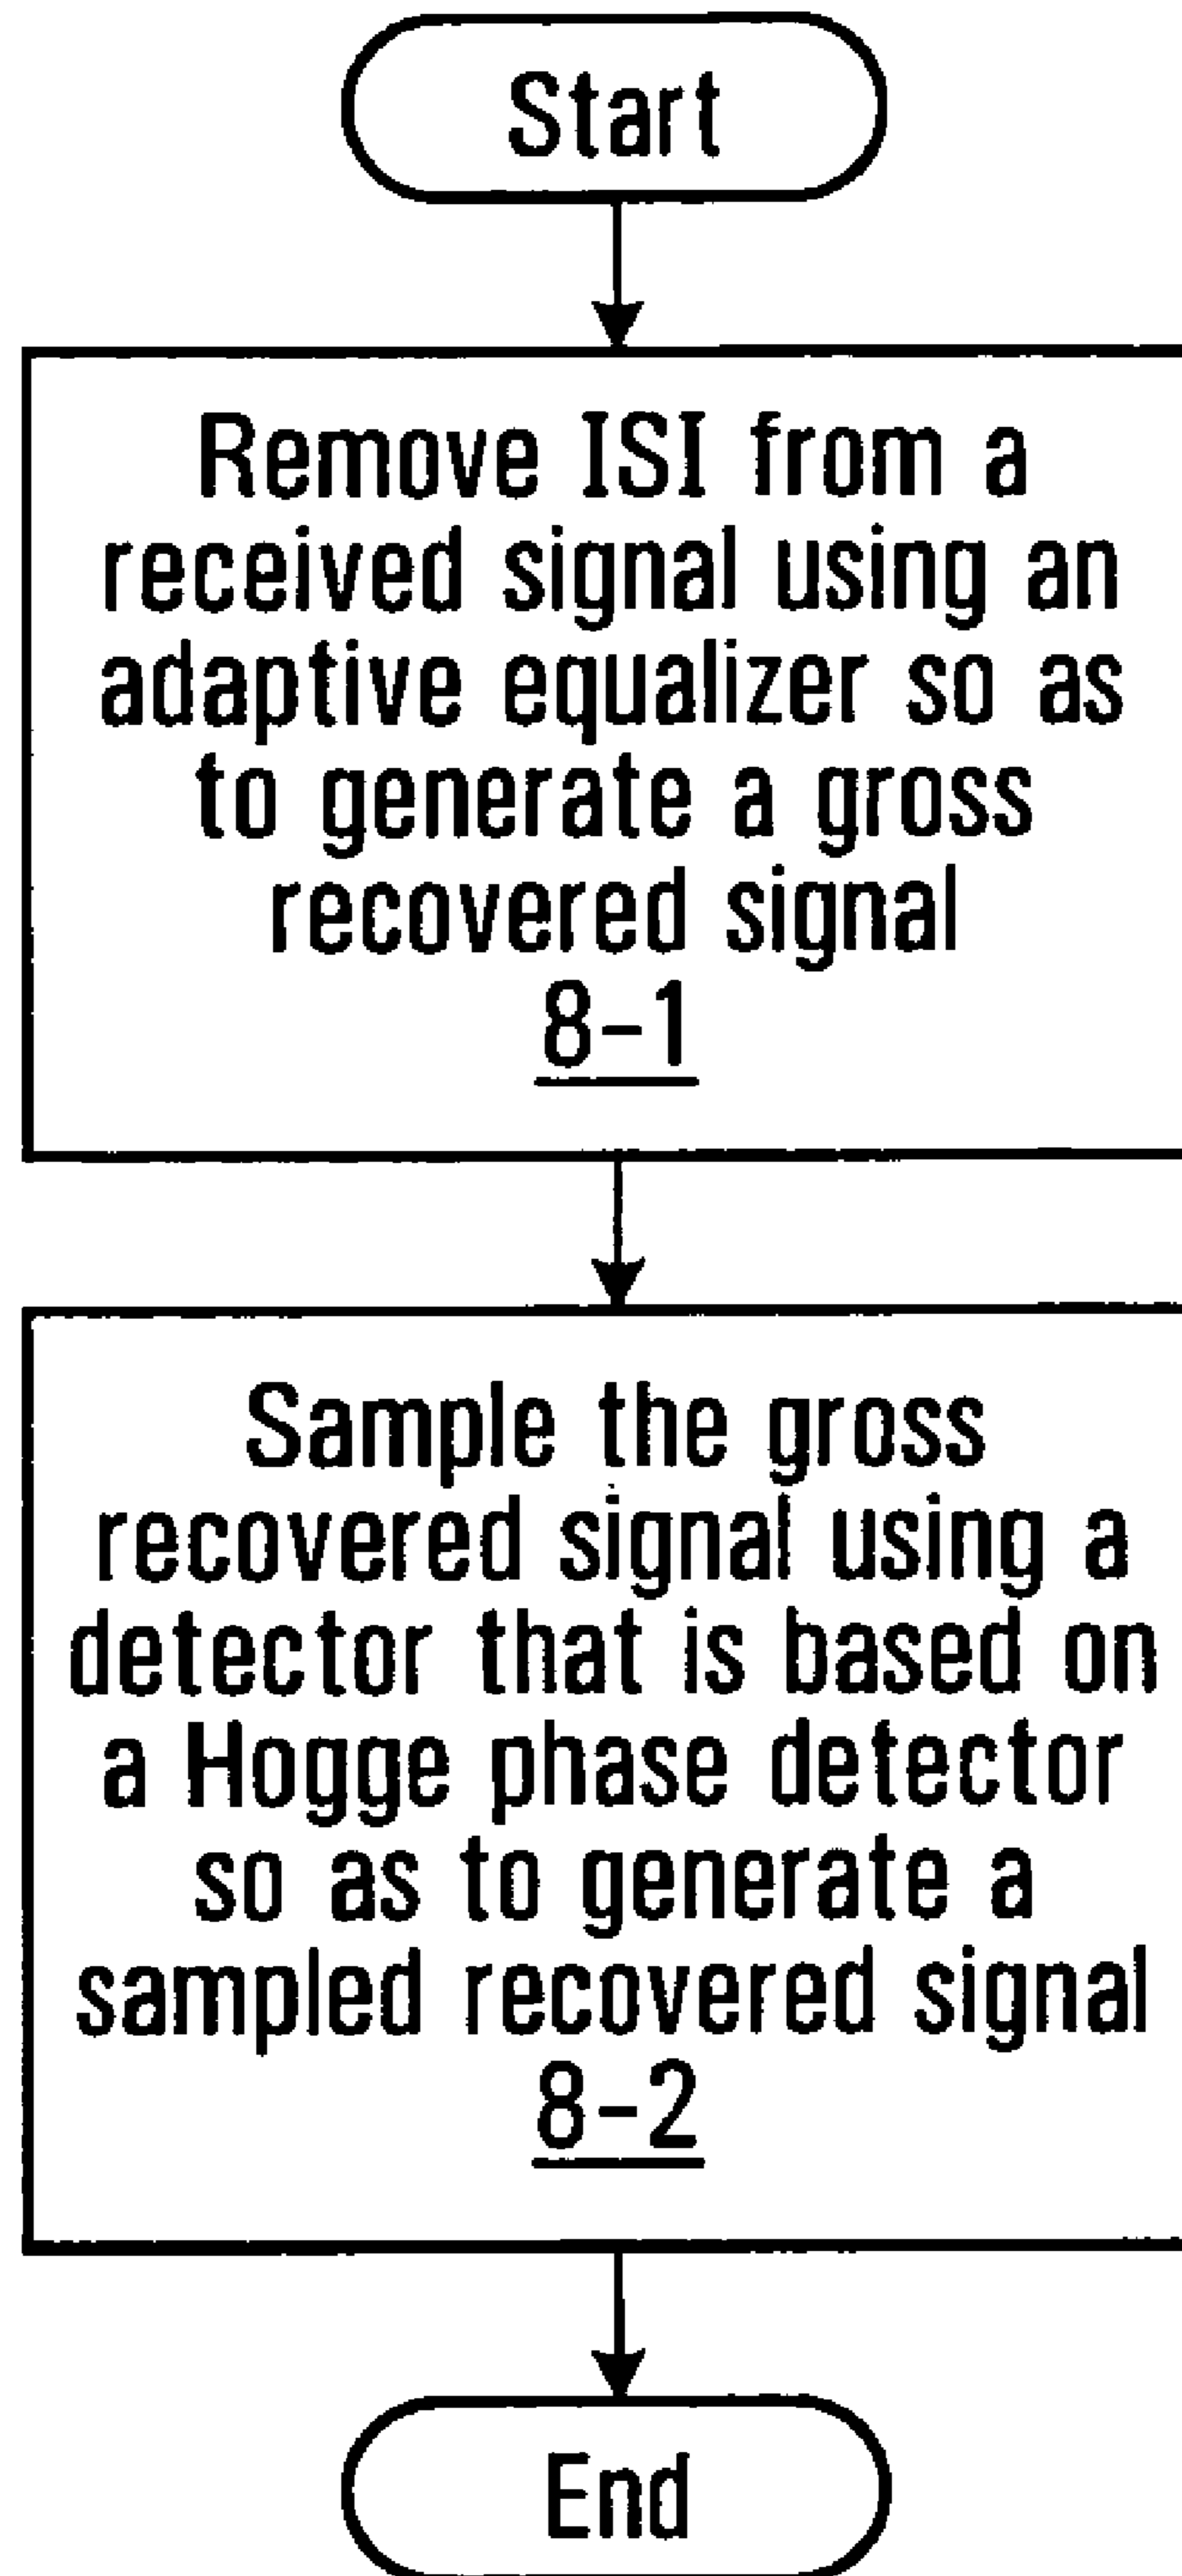 Start
Remove ISI from a
received signal using an
adaptive equalizer so as
to generate a gross
recovered signal
8-1
Sample the gross
recovered signal using a
detector that is based on
a Hogge phase detector
so as to generate a
sampled recovered signal
8-2
End